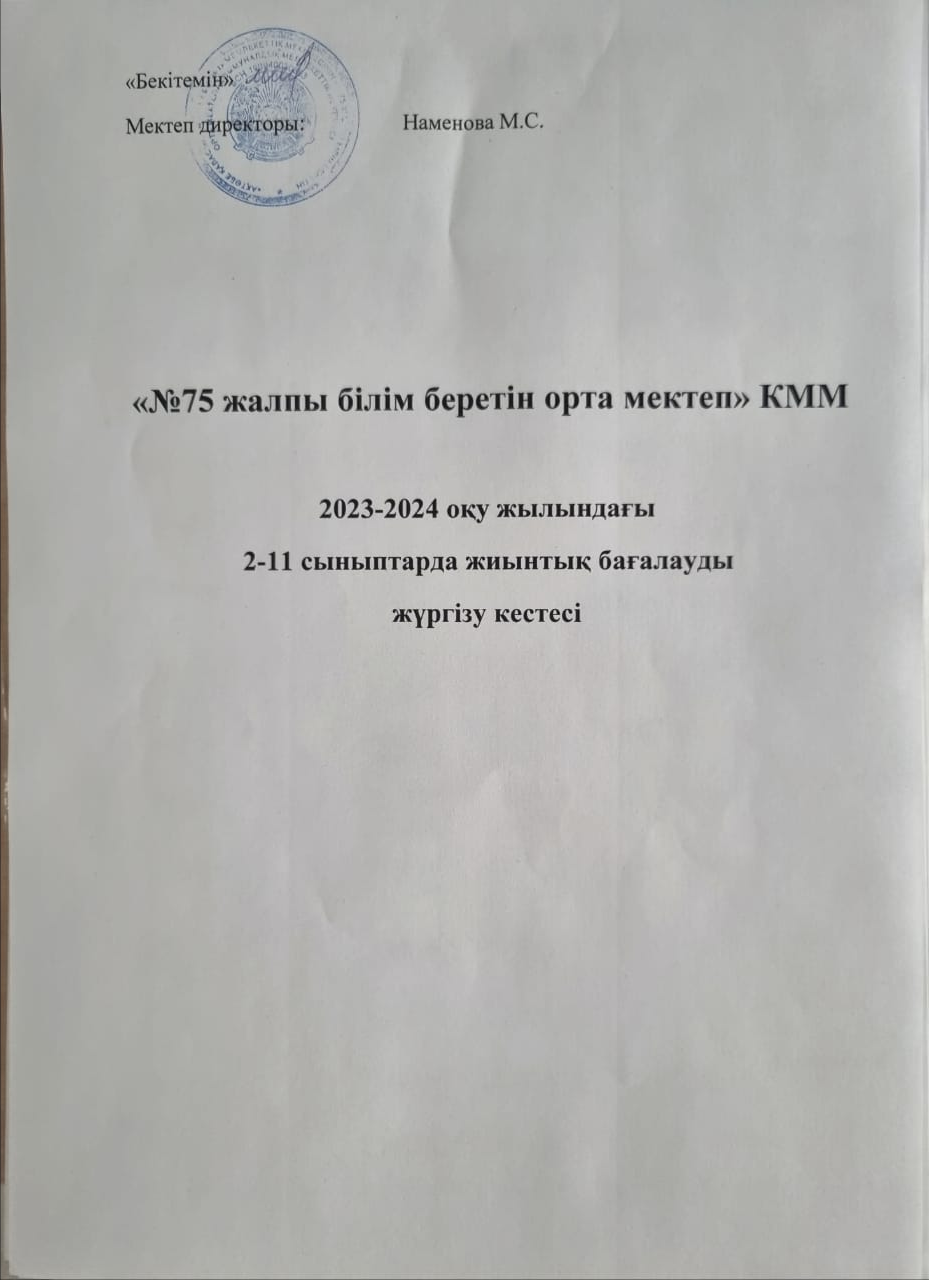 «Бекітемін»
Мектеп директоры: Наменова М.С.
«№75 жалпы білім беретін орта мектеп» КММ
2023-2024 оқу жылындағы
2-11 сыныптарда жиынтық бағалауды
жүргізу кестесі